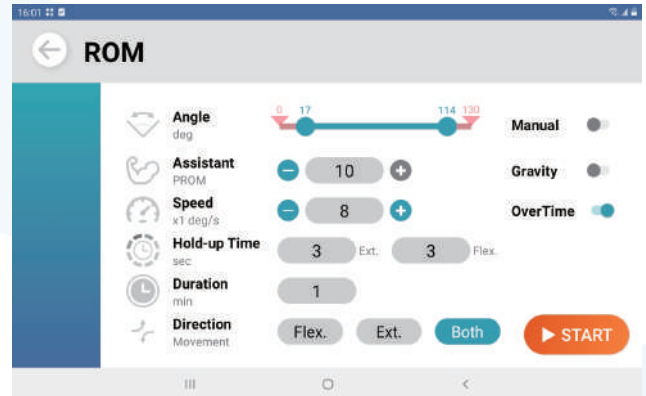 16:01
ROM
0 17 114 130
Angle
deg
Manual
Assistant
PROM
10
Gravity
Speed
x1 deg/s
8
OverTime
Hold-up Time
sec
3 Ext. 3 Flex.
Duration
min
1
Direction
Movement
Flex. Ext. Both
START